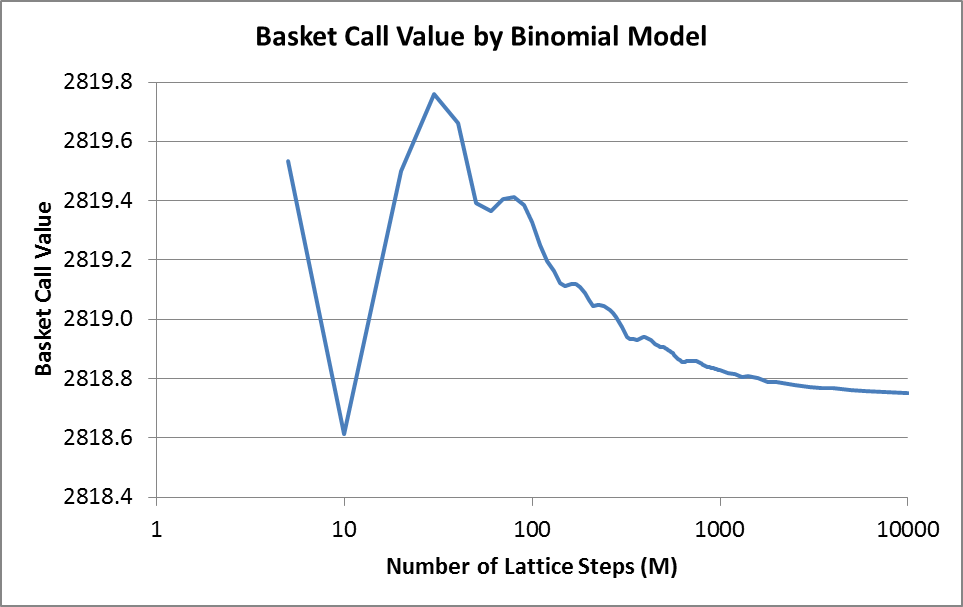 Basket Call Value by Binomial Model
Basket Call Value
2819.8
2819.6
2819.4
2819.2
2819.0
2818.8
2818.6
2818.4
1 10 100 1000 10000
Number of Lattice Steps (M)